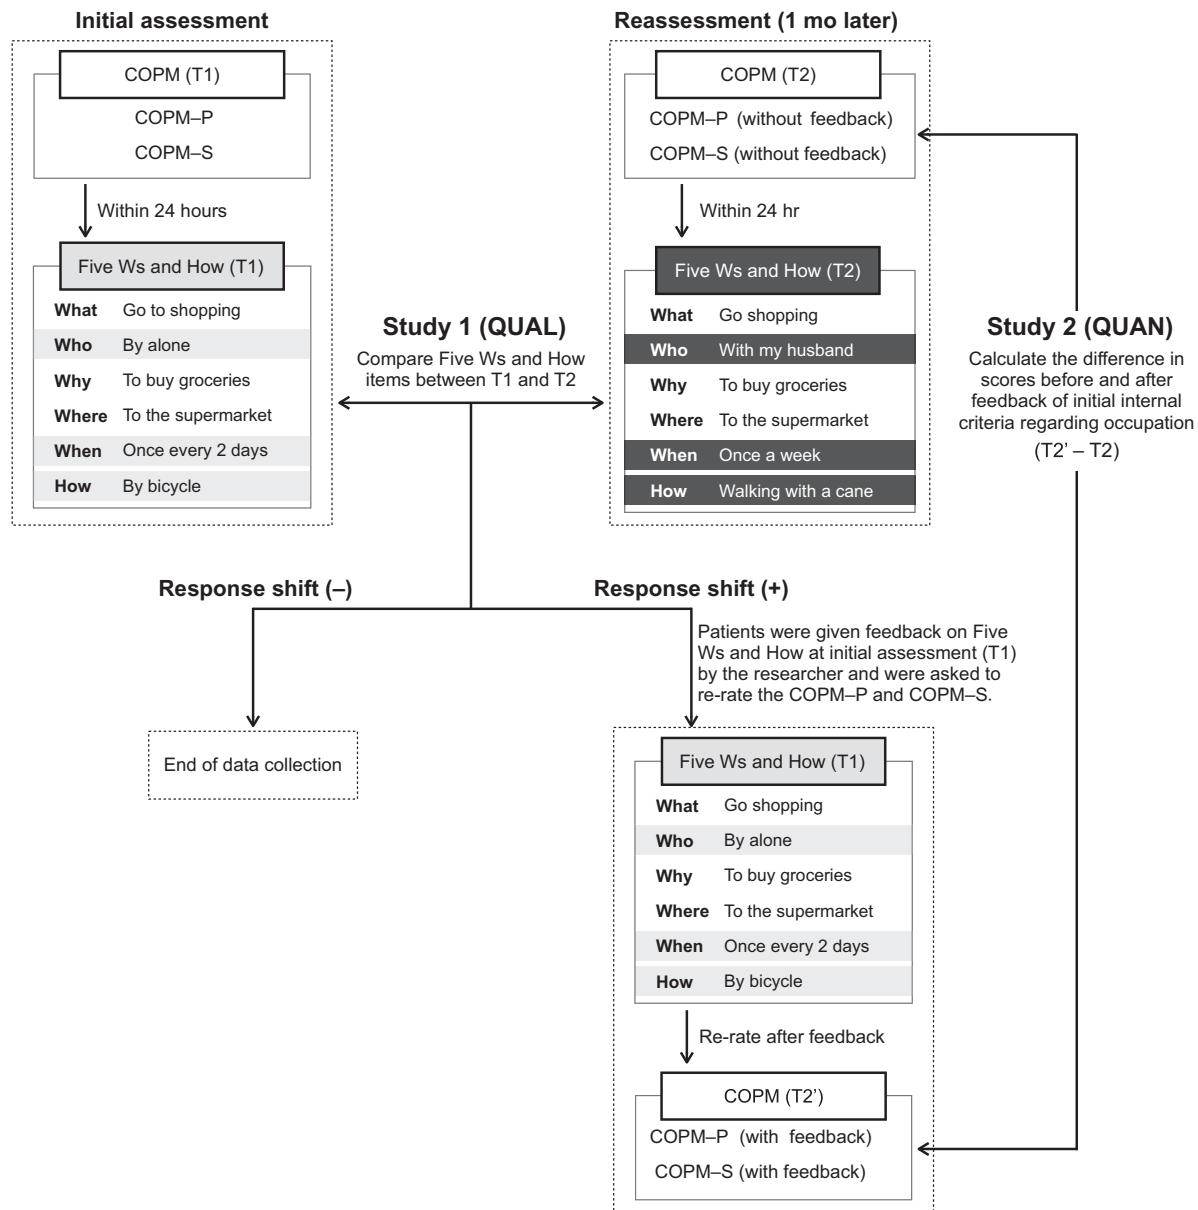 Initial assessment
COPM (T1)
COPM–P
COPM–S
Within 24 hours
Five Ws and How (T1)
What Go to shopping
Who By alone
Why To buy groceries
Where To the supermarket
When Once every 2 days
How By bicycle
Study 1 (QUAL)
Compare Five Ws and How
items between T1 and T2
Reassessment (1 mo later)
COPM (T2)
COPM–P (without feedback)
COPM–S (without feedback)
Within 24 hr
Five Ws and How (T2)
What Go shopping
Who With my husband
Why To buy groceries
Where To the supermarket
When Once a week
How Walking with a cane
Study 2 (QUAN)
Calculate the difference in
scores before and after
feedback of initial internal
criteria regarding occupation
(T2’ – T2)
Response shift (–)
End of data collection
Response shift (+)
Patients were given feedback on Five
Ws and How at initial assessment (T1)
by the researcher and were asked to
re-rate the COPM–P and COPM–S.
Five Ws and How (T1)
What Go shopping
Who By alone
Why To buy groceries
Where To the supermarket
When Once every 2 days
How By bicycle
Re-rate after feedback
COPM (T2’)
COPM–P (with feedback)
COPM–S (with feedback)